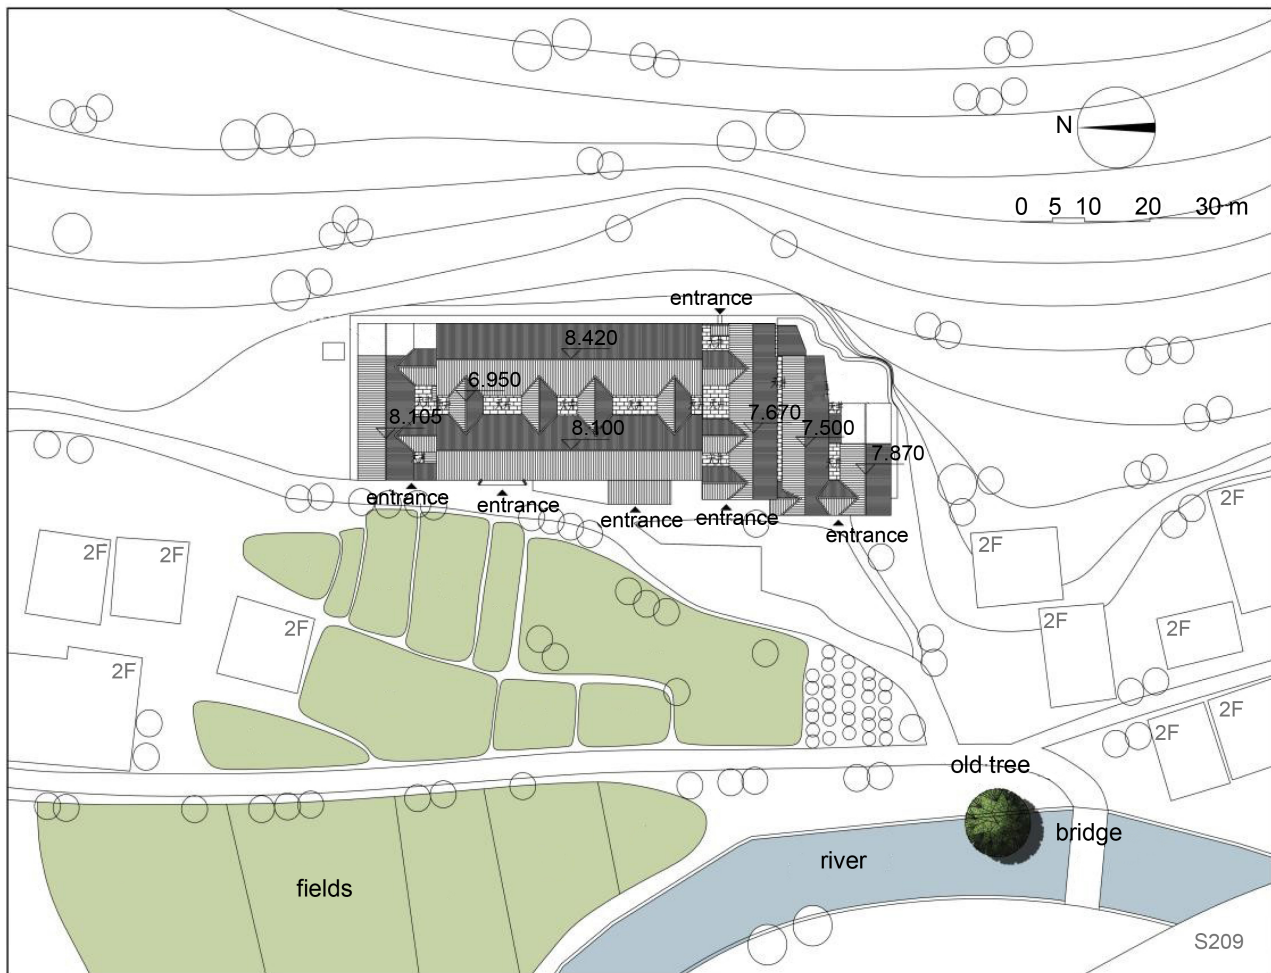 N
0 5 10 20 30 m
entrance
8.420
6.950
8.105
8.100
7.670
7.500
7.870
entrance
entrance
entrance
entrance
entrance
2F
2F
2F
2F
2F
2F
2F
2F
2F
2F
old tree
bridge
river
fields
S209